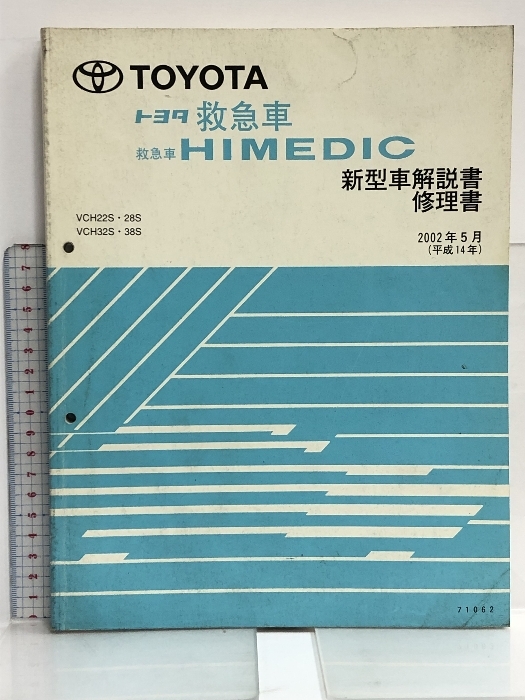 TOYOTA
トヨタ 救急車
救急車 HIMEDIC
新型車解説書
修理書
VCH22S・28S
VCH32S・38S
2002年5月
(平成14年)
71062